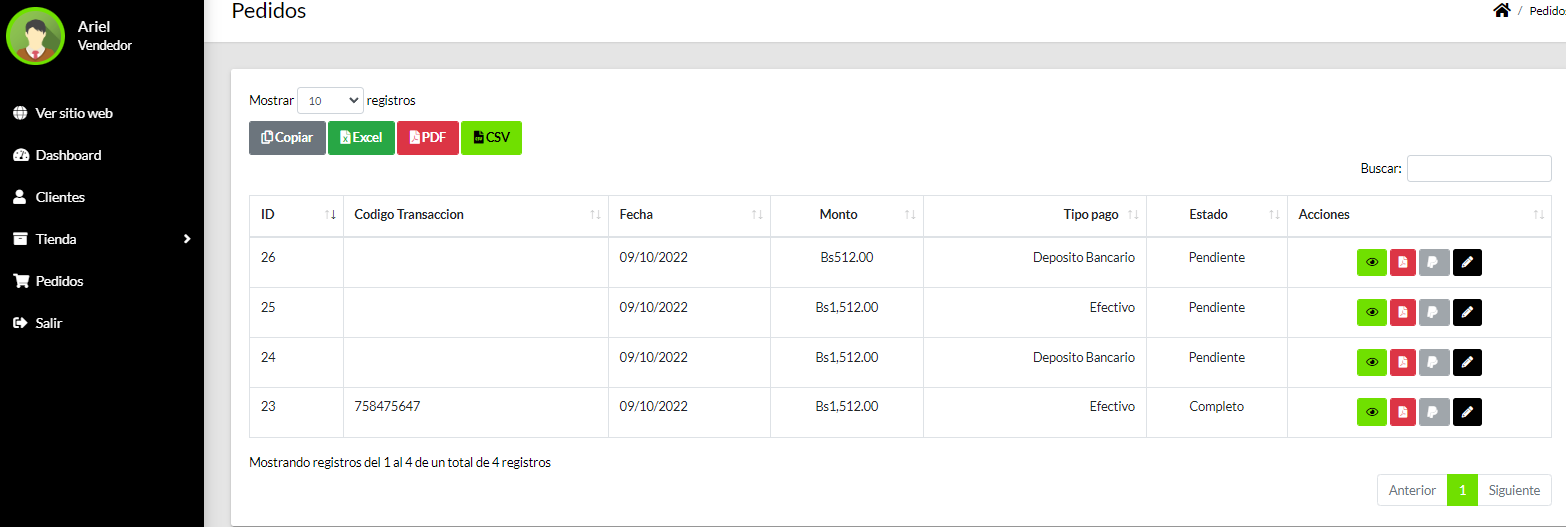 Ariel
Vendedor
Ver sitio web
Dashboard
Clientes
Tienda
Pedidos
Salir
Pedidos
/ Pedidos
Mostrar 10 registros
Copiar Excel PDF CSV
Buscar:
ID Codigo Transaccion Fecha Monto Tipo pago Estado Acciones
26 09/10/2022 Bs512.00 Deposito Bancario Pendiente
25 09/10/2022 Bs1,512.00 Efectivo Pendiente
24 09/10/2022 Bs1,512.00 Deposito Bancario Pendiente
23 758475647 09/10/2022 Bs1,512.00 Efectivo Completo
Mostrando registros del 1 al 4 de un total de 4 registros
Anterior 1 Siguiente